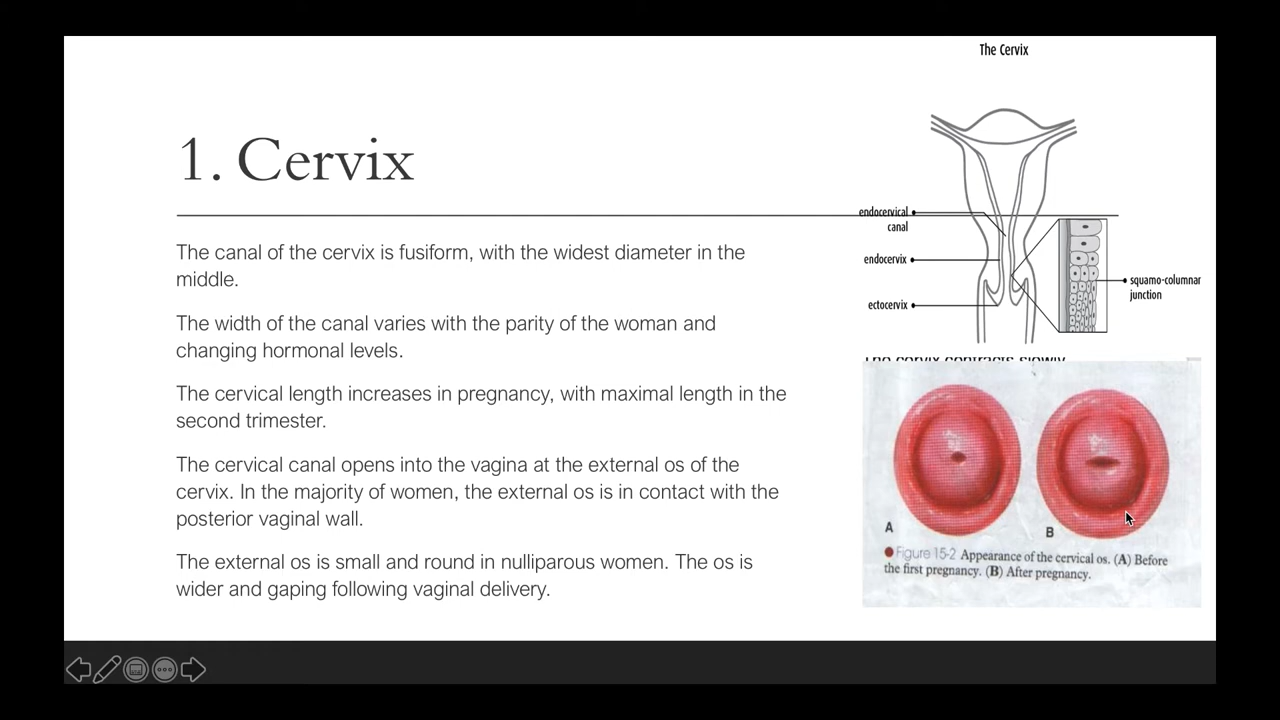 The Cervix
1. Cervix
The canal of the cervix is fusiform, with the widest diameter in the
middle.
The width of the canal varies with the parity of the woman and
changing hormonal levels.
The cervical length increases in pregnancy, with maximal length in the
second trimester.
The cervical canal opens into the vagina at the external os of the
cervix. In the majority of women, the external os is in contact with the
posterior vaginal wall.
The external os is small and round in nulliparous women. The os is
wider and gaping following vaginal delivery.
endocervical
canal
endocervix
ectocervix
squamo-columnar
junction
The cervix contracts slowly
A
B
Figure 15-2 Appearance of the cervical os. (A) Before
the first pregnancy. (B) After pregnancy.